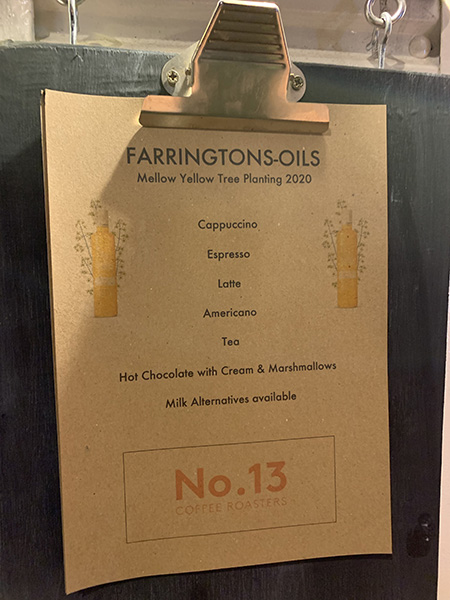 FARRINGTONS-OILS
Mellow Yellow Tree Planting 2020
Cappuccino
Espresso
Latte
Americano
Tea
Hot Chocolate with Cream & Marshmallows
Milk Alternatives available
No.13
COFFEE ROASTERS